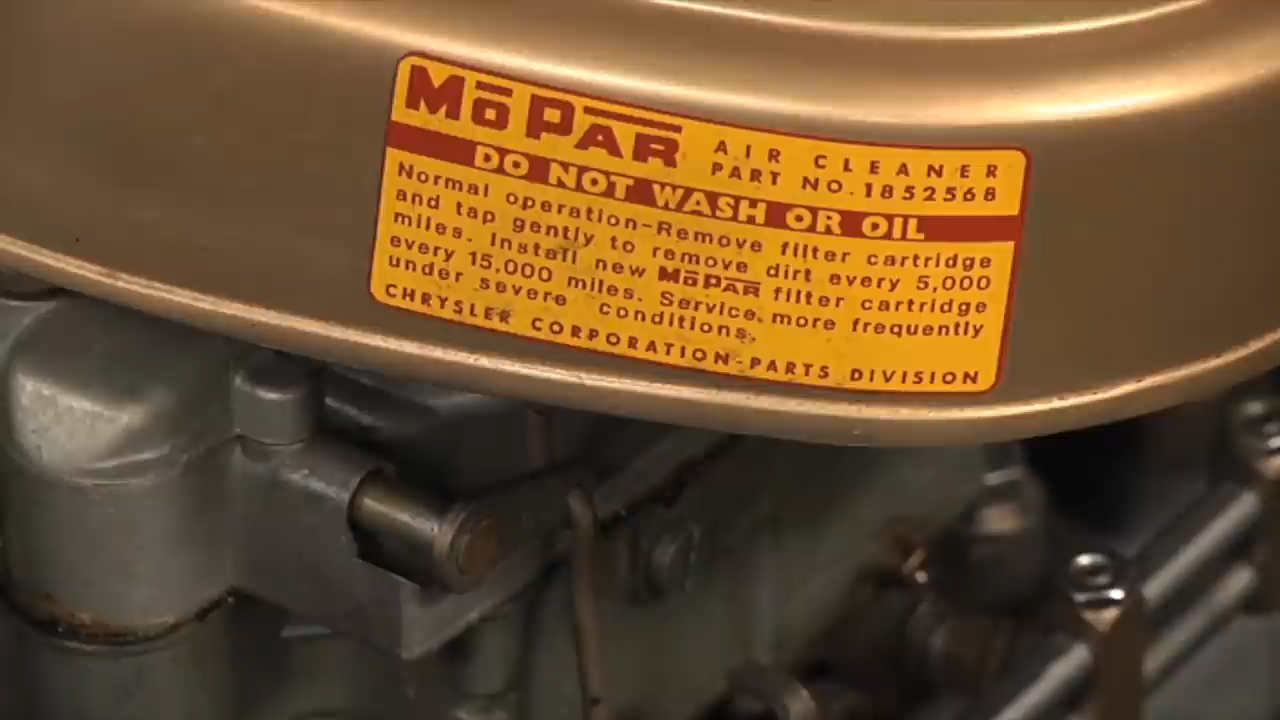 MōPAR AIR CLEANER
PART NO. 1852568
DO NOT WASH OR OIL
Normal operation-Remove filter cartridge
and tap gently to remove dirt every 5,000
miles. Install new MōPAR filter cartridge
every 15,000 miles. Service more frequently
under severe conditions.
CHRYSLER CORPORATION-PARTS DIVISION